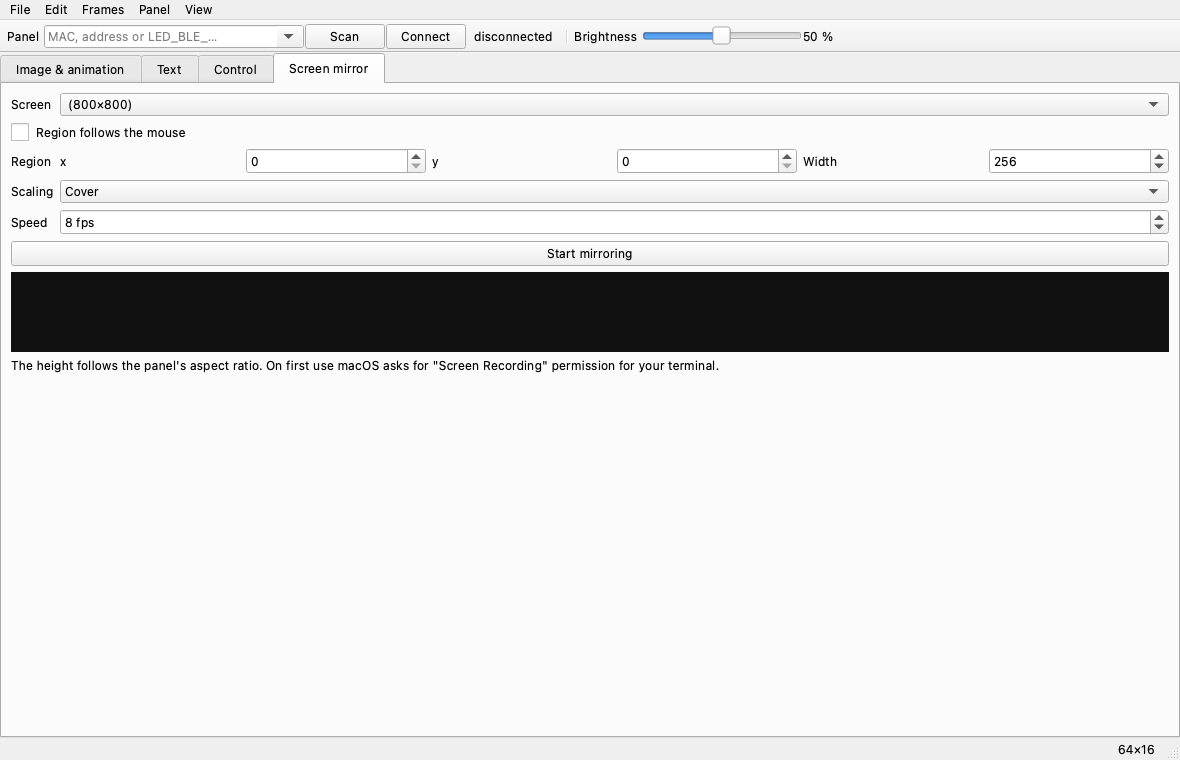 File Edit Frames Panel View
Panel MAC, address or LED_BLE_... Scan Connect disconnected Brightness 50 %
Image & animation Text Control Screen mirror
Screen (800×800)
Region follows the mouse
Region x 0 y 0 Width 256
Scaling Cover
Speed 8 fps
Start mirroring
The height follows the panel's aspect ratio. On first use macOS asks for "Screen Recording" permission for your terminal.
64×16